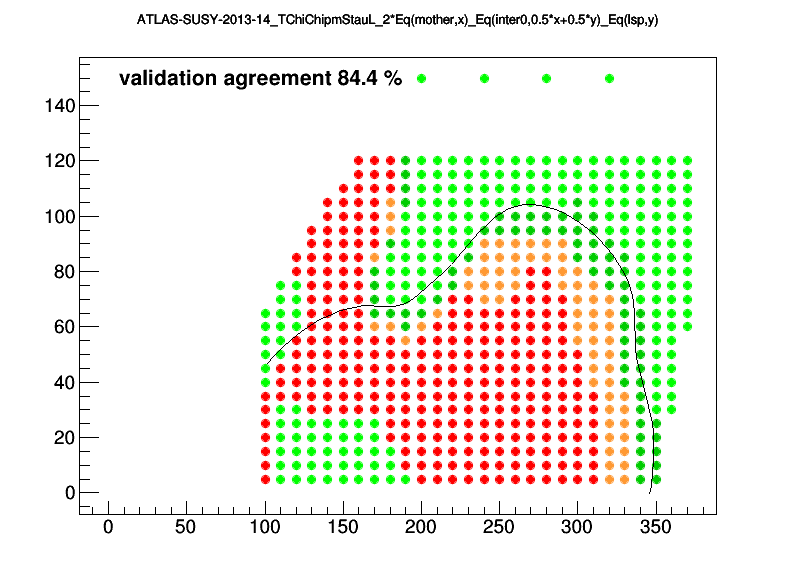 ATLAS-SUSY-2013-14_TChiChipmStauL_2*Eq(mother,x)_Eq(inter0,0.5*x+0.5*y)_Eq(lsp,y)
validation agreement 84.4 %
140
120
100
80
60
40
20
0
0 50 100 150 200 250 300 350